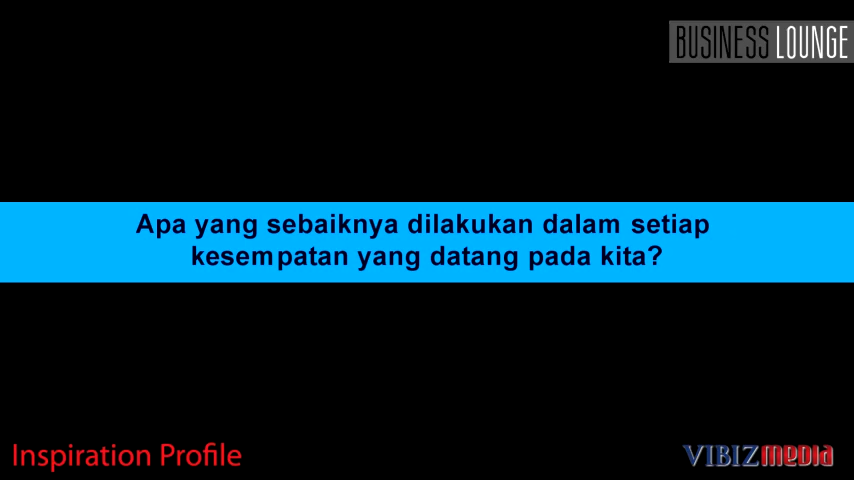 BUSINESS LOUNGE
Apa yang sebaiknya dilakukan dalam setiap
kesempatan yang datang pada kita?
Inspiration Profile
VIBIZMEDIA